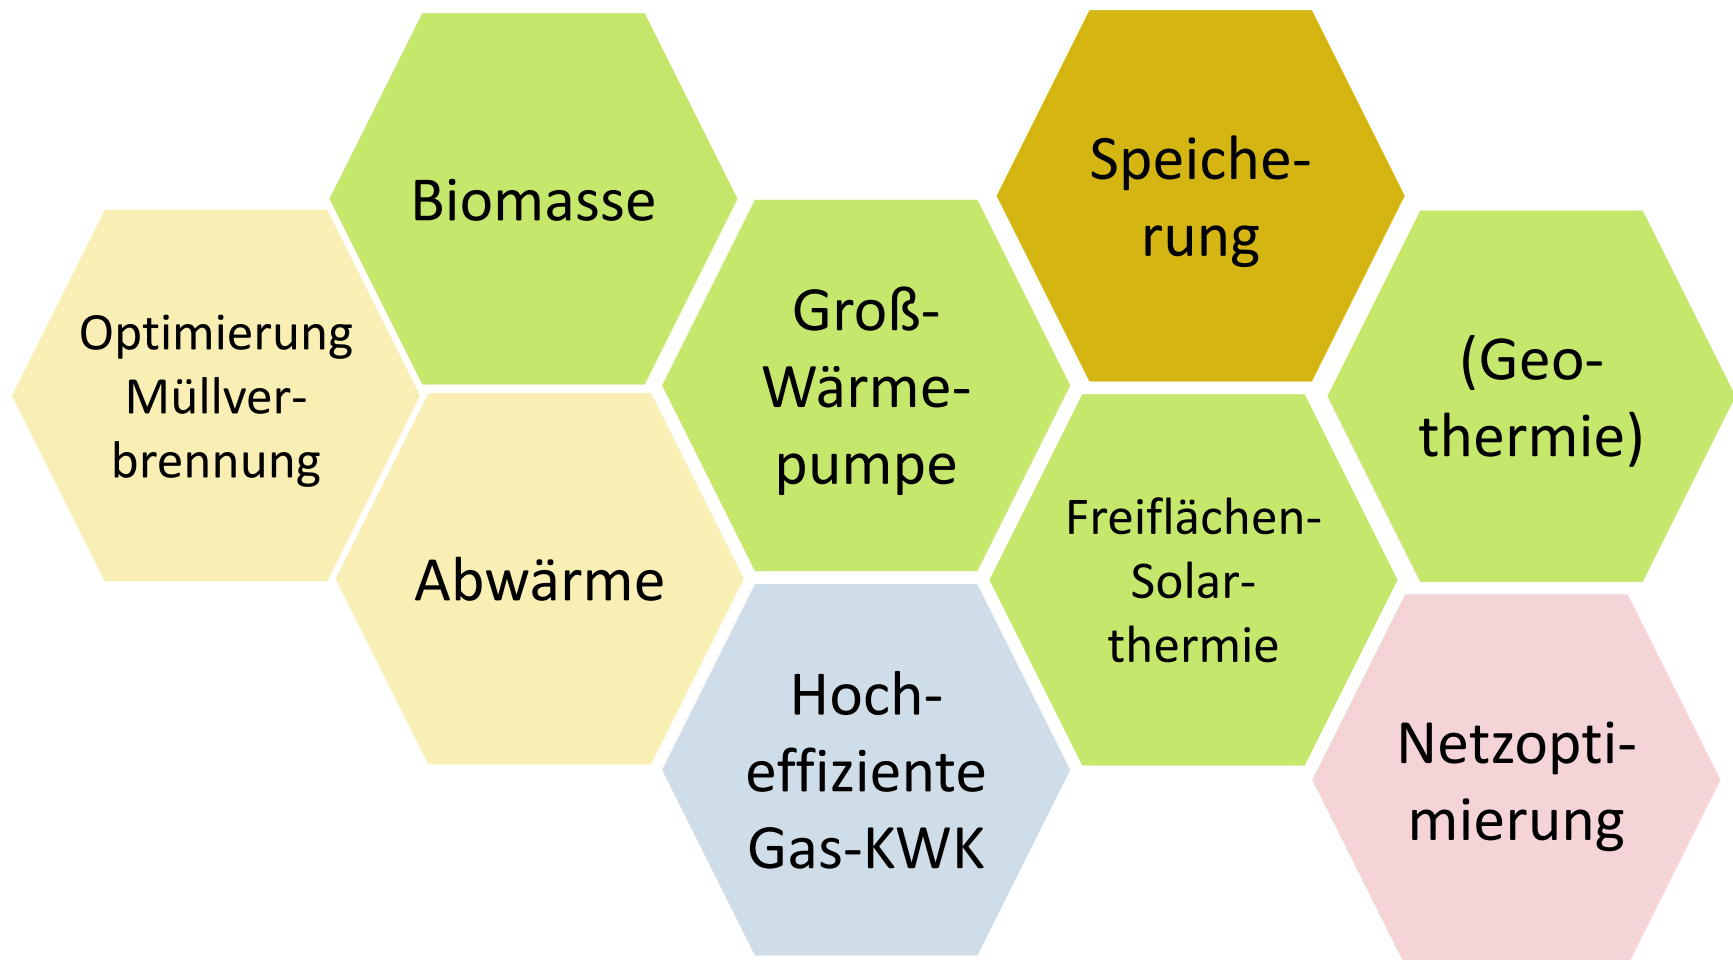 Biomasse
Speiche-
rung
Optimierung
Müllver-
brennung
Groß-
Wärme-
pumpe
(Geo-
thermie)
Abwärme
Freiflächen-
Solar-
thermie
Hoch-
effiziente
Gas-KWK
Netzopti-
mierung